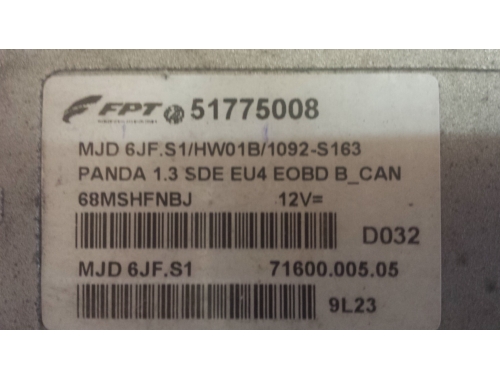 FPT 51775008
MJD 6JF.S1/HW01B/1092-S163
PANDA 1.3 SDE EU4 EOBD B_CAN
68MSHFNBJ 12V=
D032
MJD 6JF.S1 71600.005.05
9L23